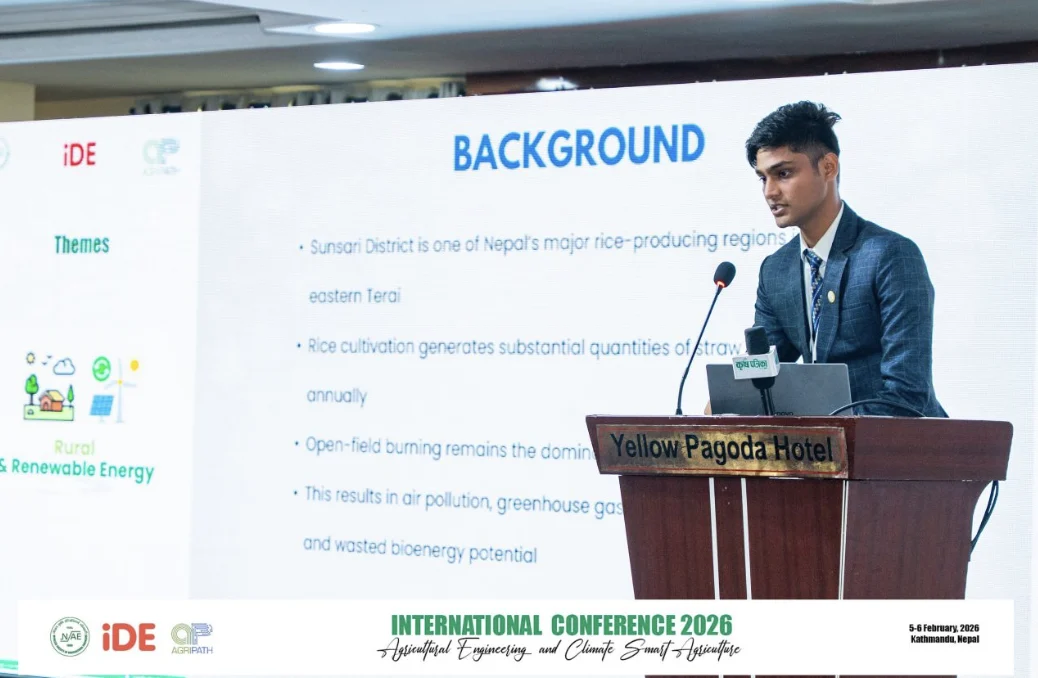 iDE
AGRIPATH
Themes
Rural
& Renewable Energy
BACKGROUND
• Sunsari District is one of Nepal's major rice-producing regions
eastern Terai
• Rice cultivation generates substantial quantities of straw
annually
• Open-field burning remains the
• This results in air pollution, greenhouse gas
and wasted bioenergy potential
Yellow Pagoda Hotel
NAE
iDE
AGRIPATH
INTERNATIONAL CONFERENCE 2026
Agricultural Engineering and Climate Smart Agriculture
5-6 February, 2026
Kathmandu, Nepal